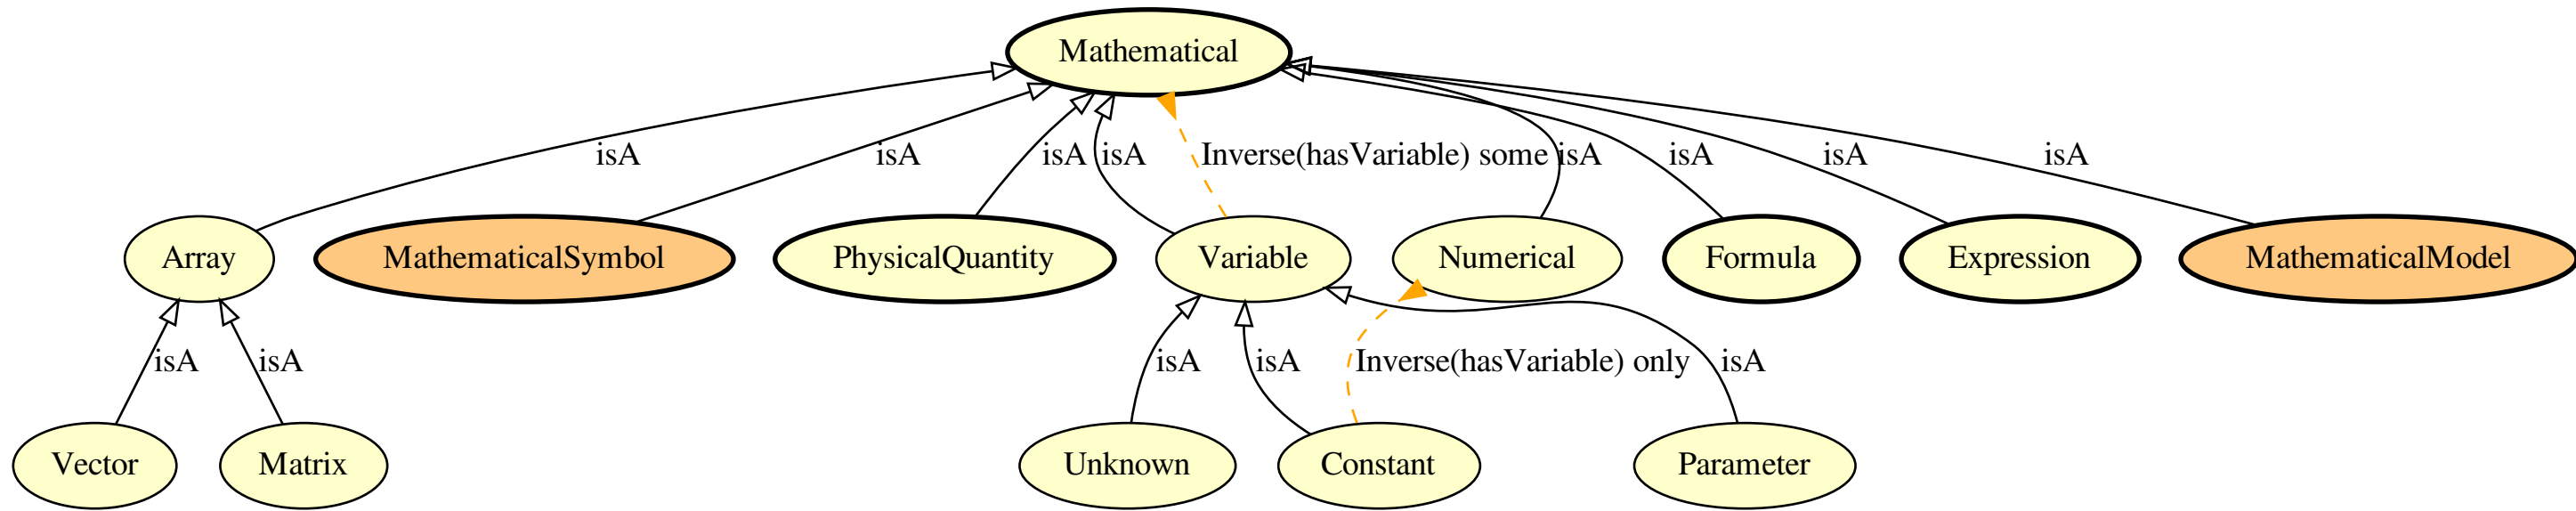 Mathematical
isA
isA
isA
isA
Inverse(hasVariable) some
isA
isA
isA
isA
Array
MathematicalSymbol
PhysicalQuantity
Variable
Numerical
Formula
Expression
MathematicalModel
isA
isA
isA
isA
Inverse(hasVariable) only
isA
Vector
Matrix
Unknown
Constant
Parameter